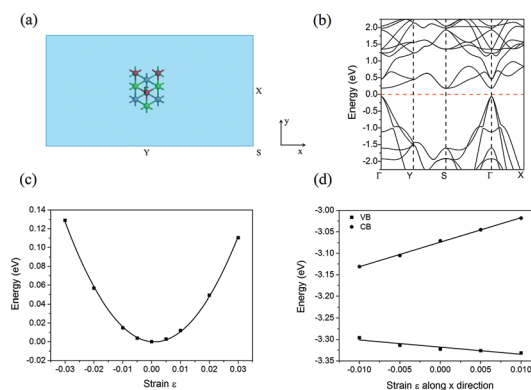 (a)
X
Y
S
y
x
(b)
Energy (eV)
2.0
1.5
1.0
0.5
0.0
-0.5
-1.0
-1.5
-2.0
Γ Y S Γ X
(c)
Energy (eV)
0.14
0.12
0.10
0.08
0.06
0.04
0.02
0.00
-0.02
-0.03 -0.02 -0.01 0.00 0.01 0.02 0.03
Strain ε
(d)
VB
CB
Energy (eV)
-3.00
-3.05
-3.10
-3.15
-3.20
-3.25
-3.30
-3.35
-0.010 -0.005 0.000 0.005 0.010
Strain ε along x direction